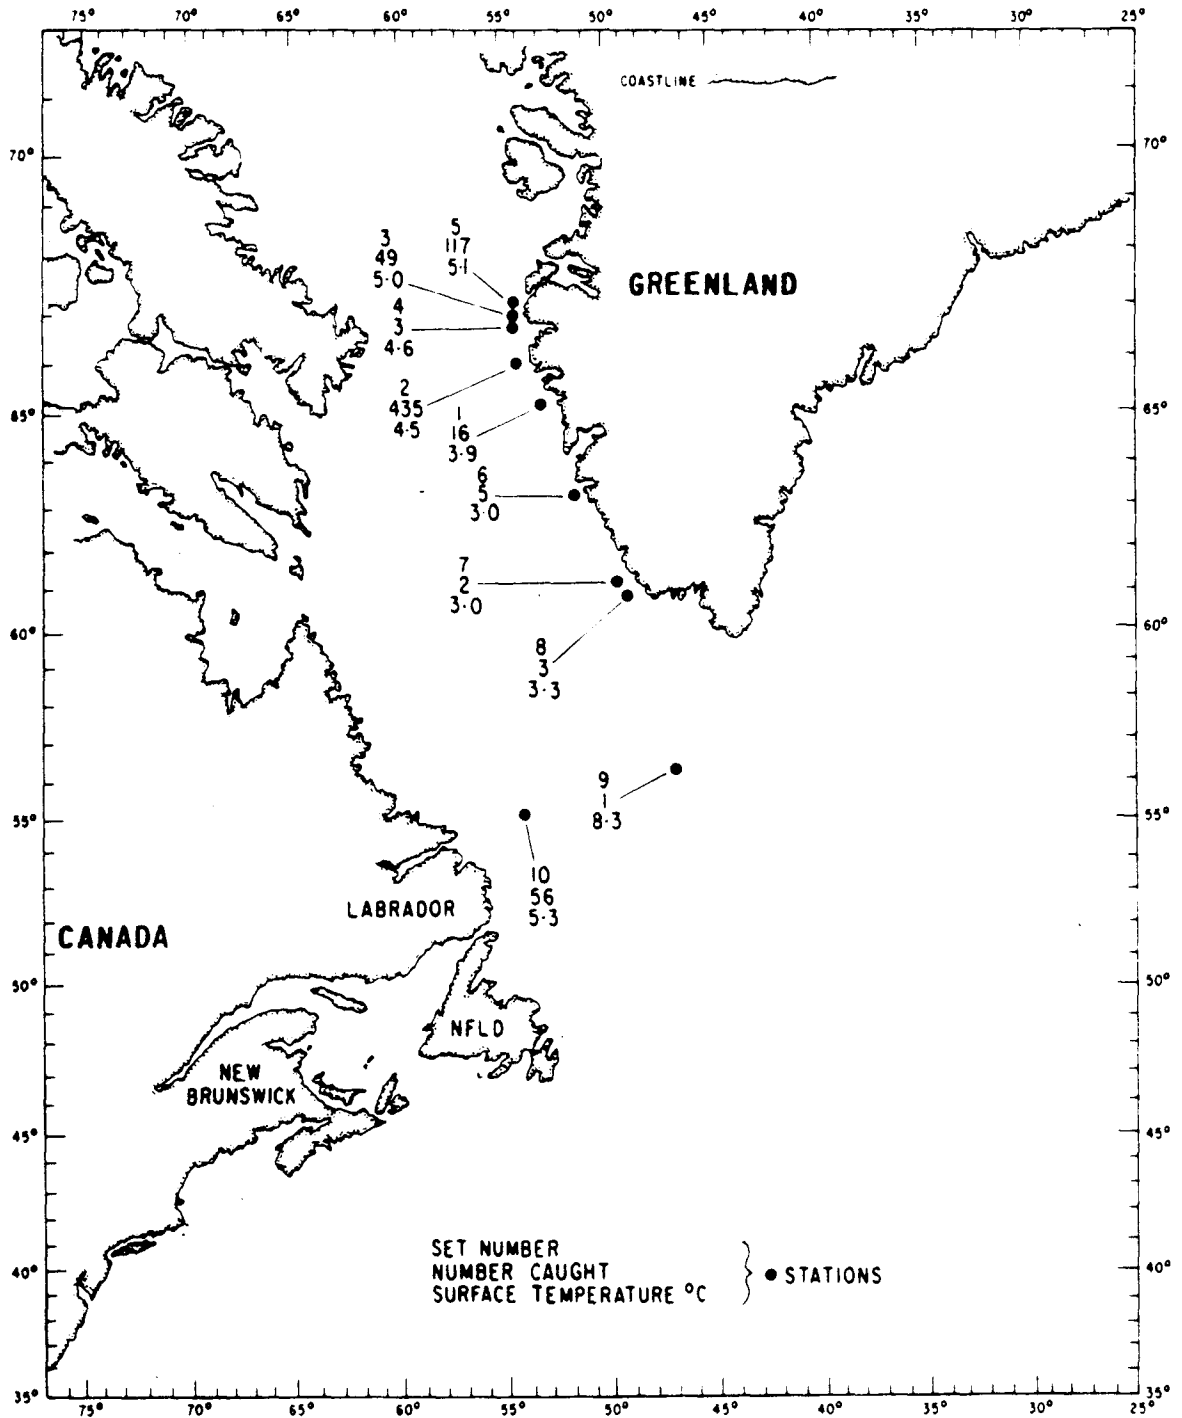 75° 70° 65° 60° 55° 50° 45° 40° 35° 30° 25°
COASTLINE
70° 70°
5
117
5·1
3
49
5·0
GREENLAND
4
3
4·6
2
435
4·5
65° 65°
1
16
3·9
6
5
3·0
7
2
3·0
60° 60°
8
3
3·3
9
1
8·3
55° 55°
10
56
5·3
LABRADOR
CANADA
50° 50°
NFLD
NEW
BRUNSWICK
45° 45°
SET NUMBER
NUMBER CAUGHT
SURFACE TEMPERATURE °C
STATIONS
40° 40°
35° 35°
75° 70° 65° 60° 55° 50° 45° 40° 35° 30° 25°